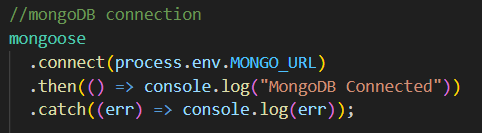 //mongoDB connection
mongoose
  .connect(process.env.MONGO_URL)
  .then(() => console.log("MongoDB Connected"))
  .catch((err) => console.log(err));